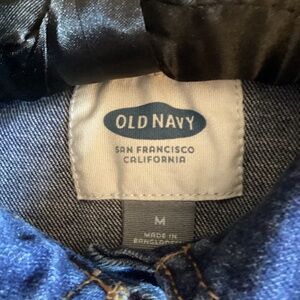 OLD NAVY
SAN FRANCISCO
CALIFORNIA
M
MADE IN
BANGLADESH